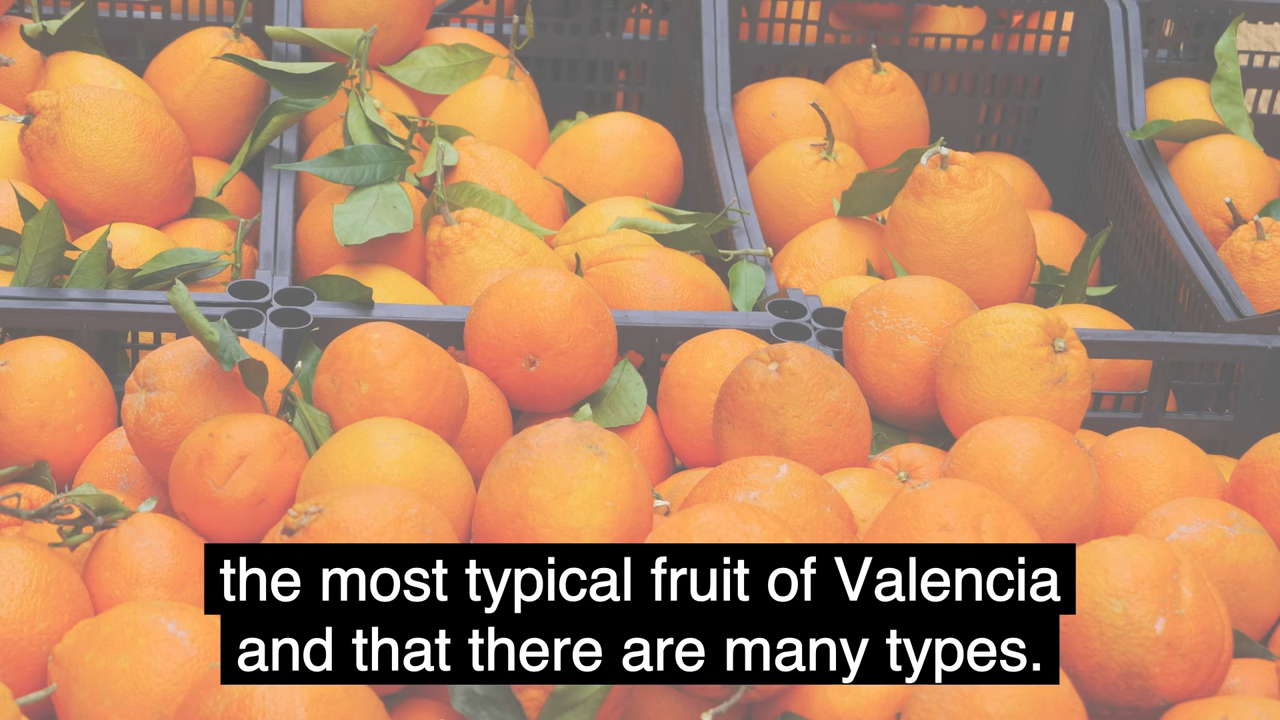 the most typical fruit of Valencia
and that there are many types.